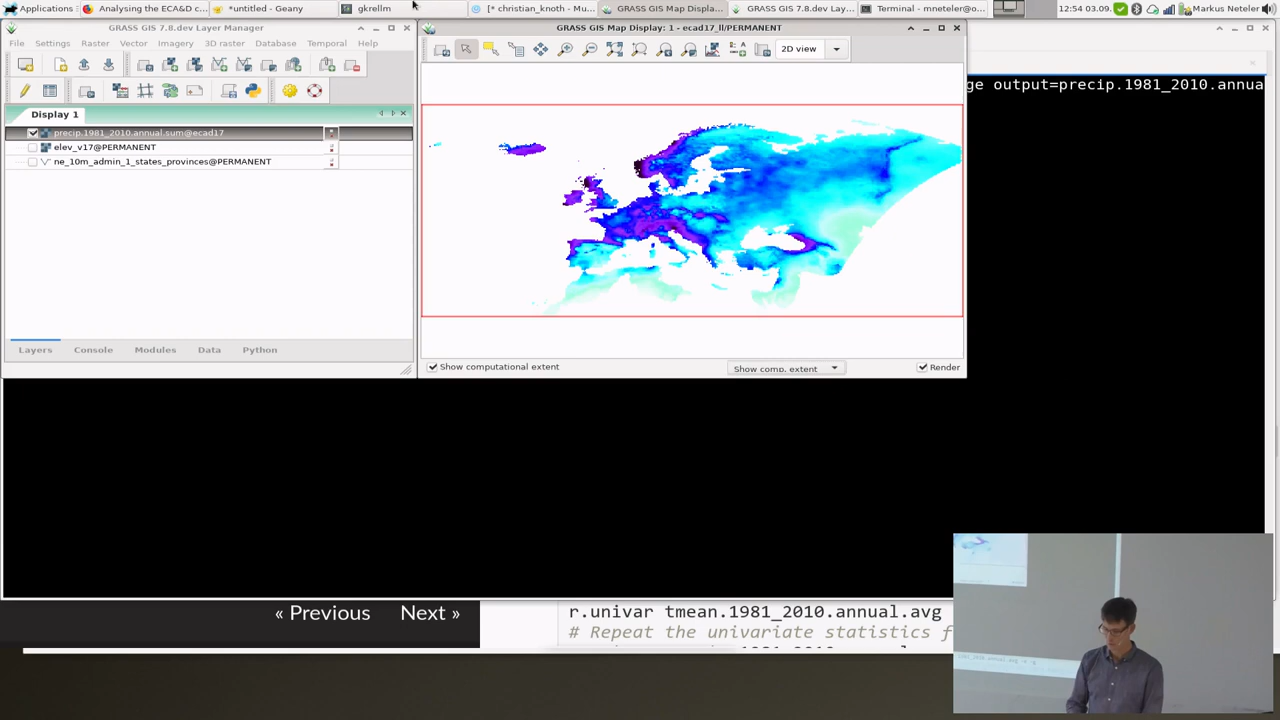 Applications
Analysing the ECA&D c...
*untitled - Geany
gkrellm
[* christian_knoth - Mu...
GRASS GIS Map Displa...
GRASS GIS 7.8.dev Lay...
Terminal - mneteler@o...
12:54 03.09.
Markus Neteler
GRASS GIS 7.8.dev Layer Manager
GRASS GIS Map Display: 1 - ecad17_ll/PERMANENT
File Settings Raster Vector Imagery 3D raster Database Temporal Help
2D view
ge output=precip.1981_2010.annua
Display 1
precip.1981_2010.annual.sum@ecad17
elev_v17@PERMANENT
ne_10m_admin_1_states_provinces@PERMANENT
Layers Console Modules Data Python
Show computational extent
Show comp. extent
Render
« Previous Next »
r.univar tmean.1981_2010.annual.avg
# Repeat the univariate statistics f